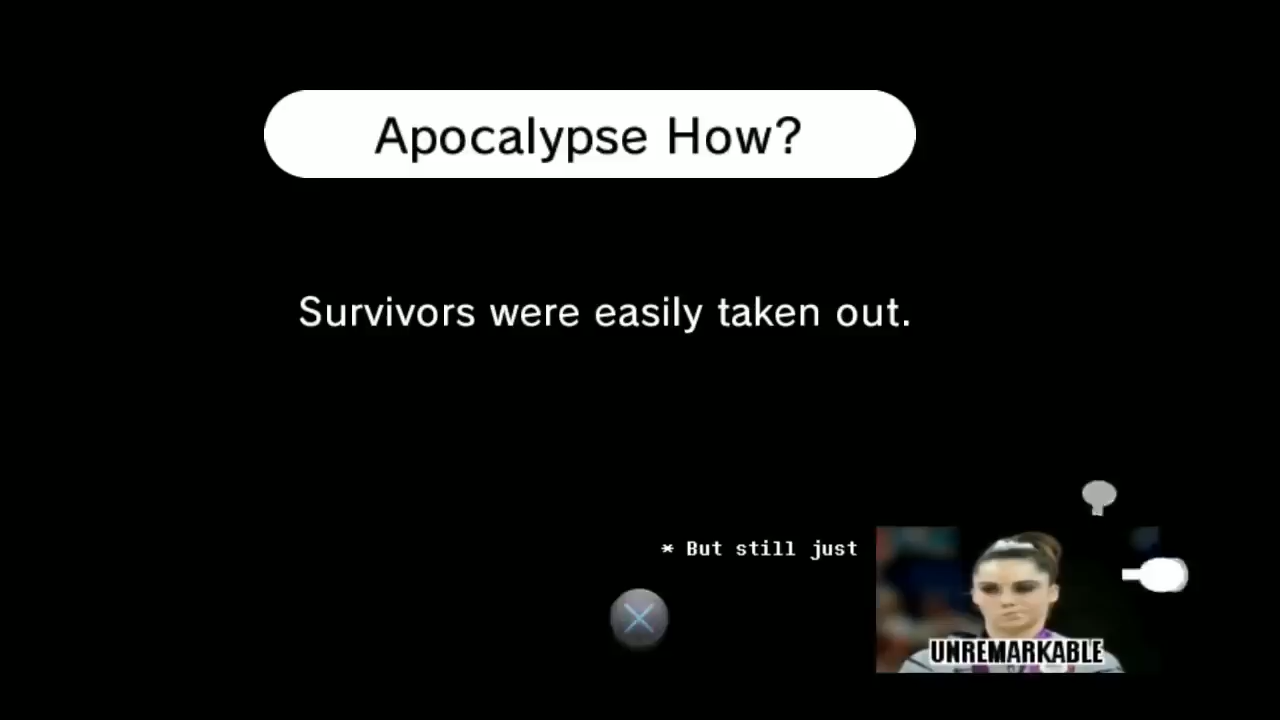 Apocalypse How?
Survivors were easily taken out.
* But still just
UNREMARKABLE